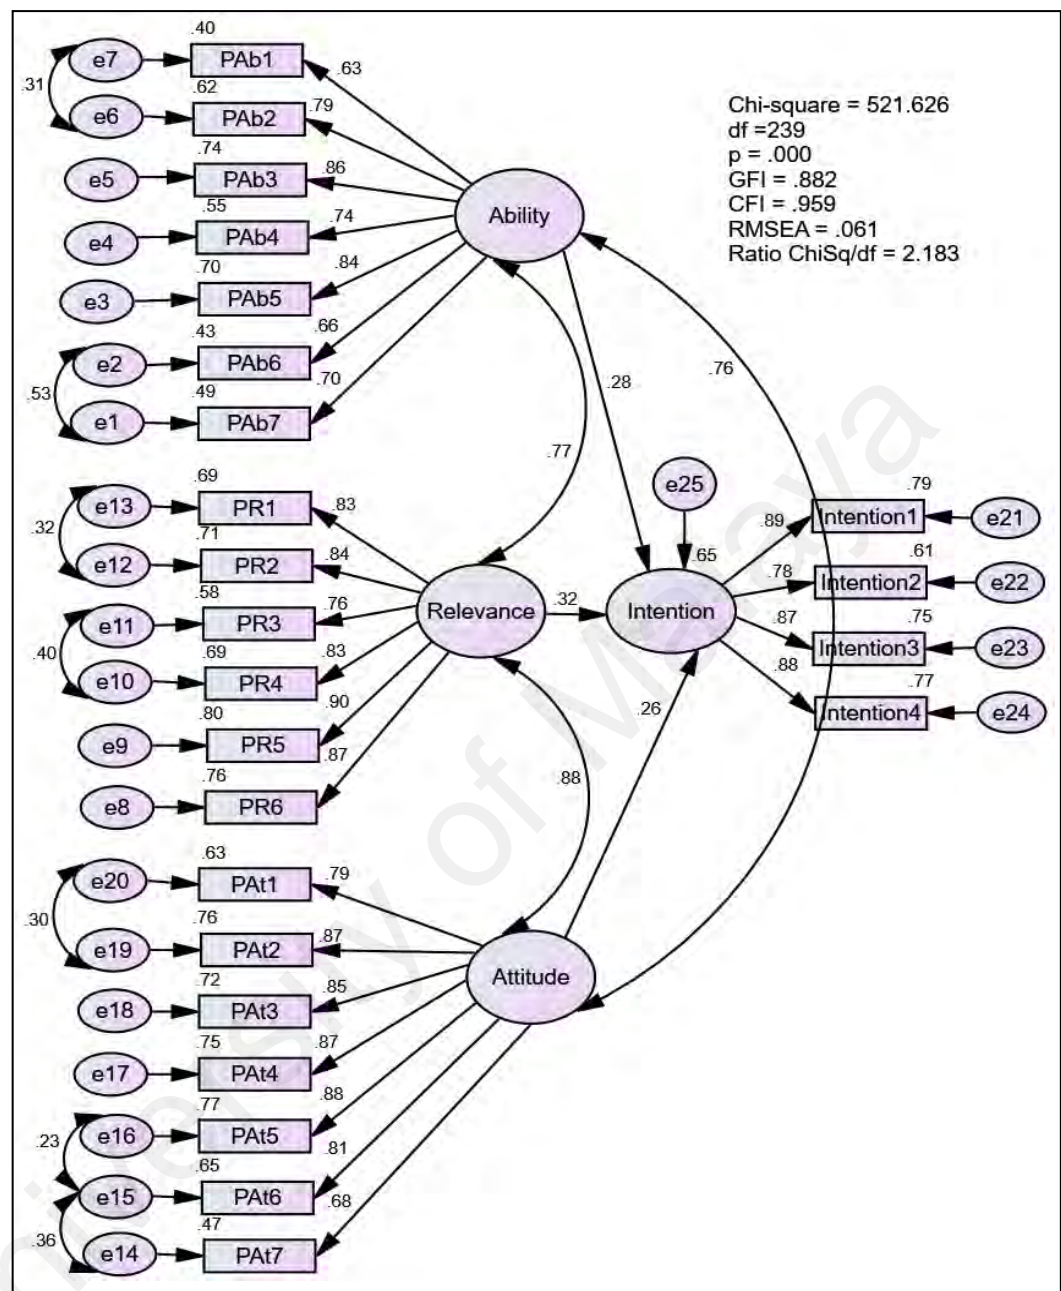 .40
e7
PAb1
.63
.31
.62
e6
PAb2
.79
.74
e5
PAb3
.86
.55
e4
PAb4
.74
.70
e3
PAb5
.84
.43
e2
PAb6
.66
.53
.49
e1
PAb7
.70
Ability
Chi-square = 521.626
df =239
p = .000
GFI = .882
CFI = .959
RMSEA = .061
Ratio ChiSq/df = 2.183
.76
.28
.77
.69
e13
PR1
.83
.32
.71
e12
PR2
.84
.58
e11
PR3
.76
.40
.69
e10
PR4
.83
.80
e9
PR5
.90
.76
e8
PR6
.87
Relevance
.32
e25
.65
Intention
.89
.79
Intention1
e21
.78
.61
Intention2
e22
.87
.75
Intention3
e23
.88
.77
Intention4
e24
.26
.88
.63
e20
PAt1
.79
.30
.76
e19
PAt2
.87
.72
e18
PAt3
.85
.75
e17
PAt4
.87
.77
e16
PAt5
.88
.23
.65
e15
PAt6
.81
.36
.47
e14
PAt7
.68
Attitude
niversity of Malaya